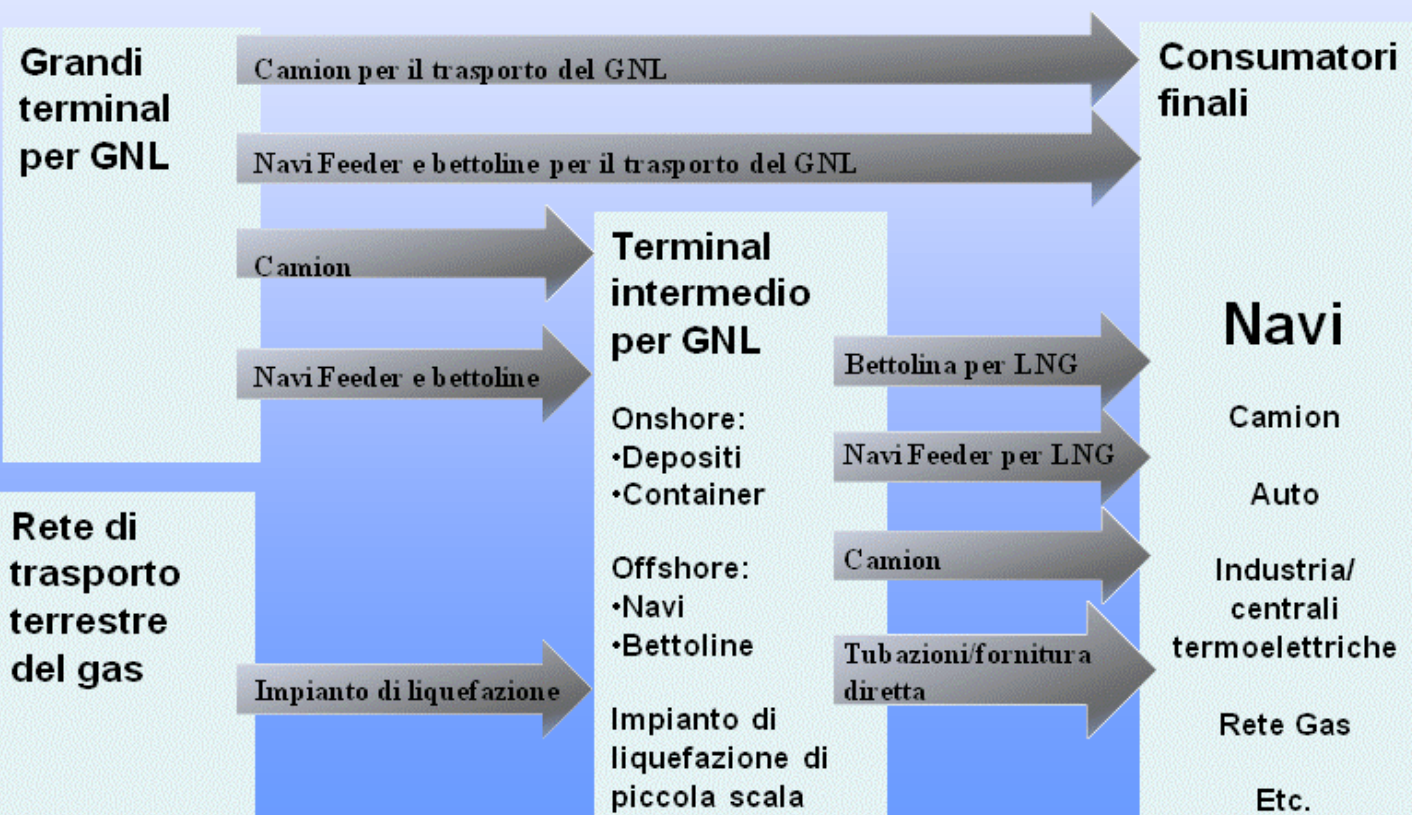 Grandi
terminal
per GNL
Camion per il trasporto del GNL
Navi Feeder e bettoline per il trasporto del GNL
Camion
Navi Feeder e bettoline
Rete di
trasporto
terrestre
del gas
Impianto di liquefazione
Terminal
intermedio
per GNL
Onshore:
•Depositi
•Container
Offshore:
•Navi
•Bettoline
Impianto di
liquefazione di
piccola scala
Bettolina per LNG
Navi Feeder per LNG
Camion
Tubazioni/fornitura
diretta
Consumatori
finali
Navi
Camion
Auto
Industria/
centrali
termoelettriche
Rete Gas
Etc.